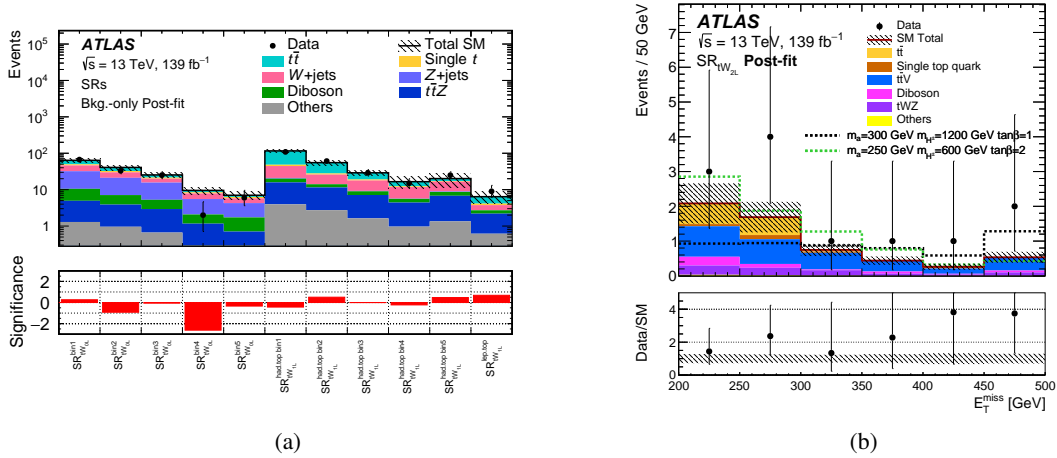 ATLAS
√s = 13 TeV, 139 fb⁻¹
SRs
Bkg.-only Post-fit
Data
Total SM
tt̄
Single t
W+jets
Z+jets
Diboson
tt̄Z
Others
Events
10⁵
10⁴
10³
10²
10
1
Significance
2
0
−2
SR^bin1_tW0L
SR^bin2_tW0L
SR^bin3_tW0L
SR^bin4_tW0L
SR^bin5_tW0L
SR^had.top bin1_tW1L
SR^had.top bin2_tW1L
SR^had.top bin3_tW1L
SR^had.top bin4_tW1L
SR^had.top bin5_tW1L
SR^lep.top_tW1L
(a)
ATLAS
√s = 13 TeV, 139 fb⁻¹
SR_tW2L Post-fit
Data
SM Total
tt̄
Single top quark
tt̄V
Diboson
tWZ
Others
m_a=300 GeV m_H±=1200 GeV tanβ=1
m_a=250 GeV m_H±=600 GeV tanβ=2
Events / 50 GeV
7
6
5
4
3
2
1
0
Data/SM
4
2
0
200 250 300 350 400 450 500
E_T^miss [GeV]
(b)